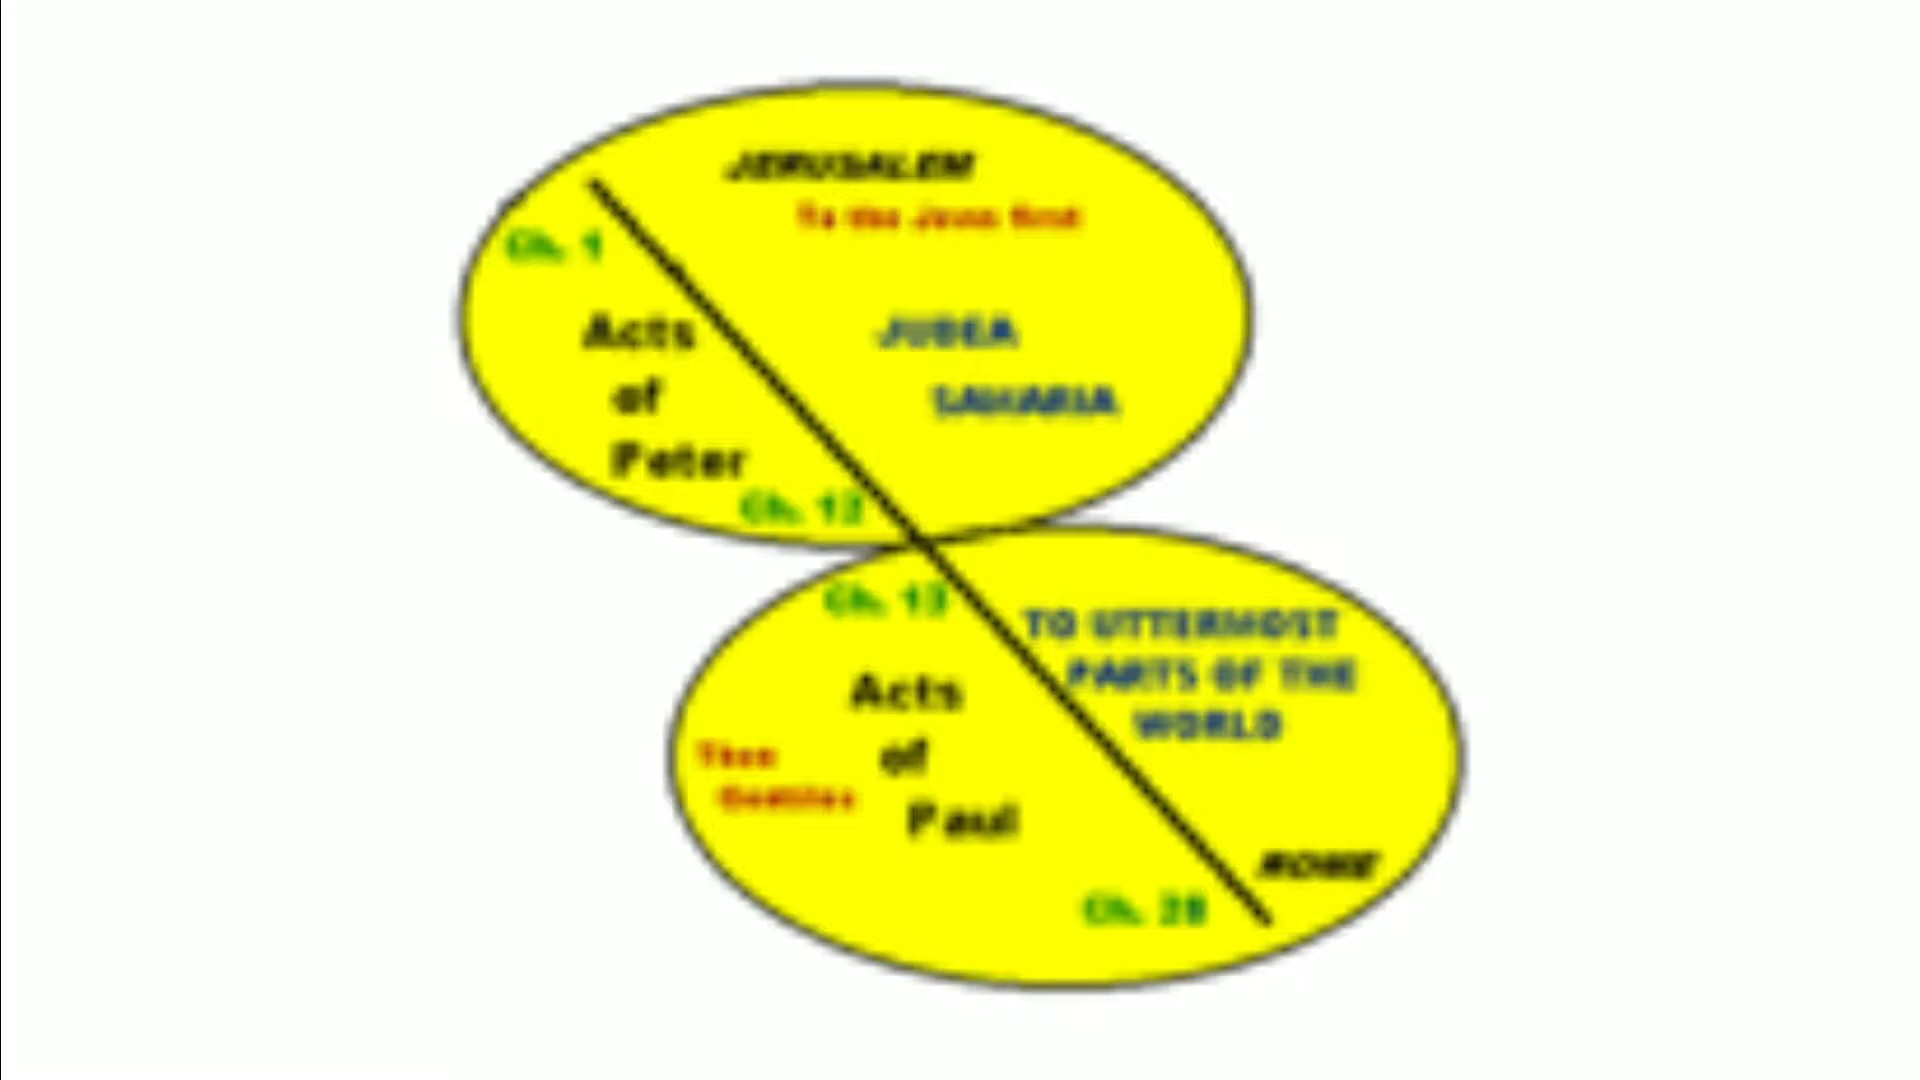 JERUSALEM
To the Jews first
Ch. 1
Acts
of
Peter
Ch. 12
JUDEA
SAMARIA
Ch. 13
Acts
of
Paul
Then
Gentiles
Ch. 28
TO UTTERMOST
PARTS OF THE
WORLD
ROME